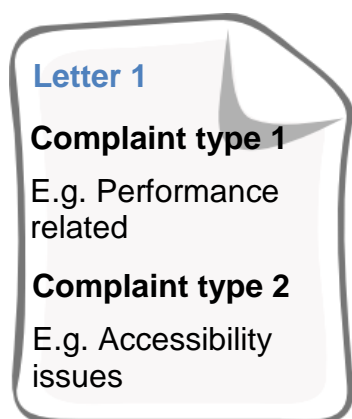 Letter 1
Complaint type 1
E.g. Performance
related
Complaint type 2
E.g. Accessibility
issues